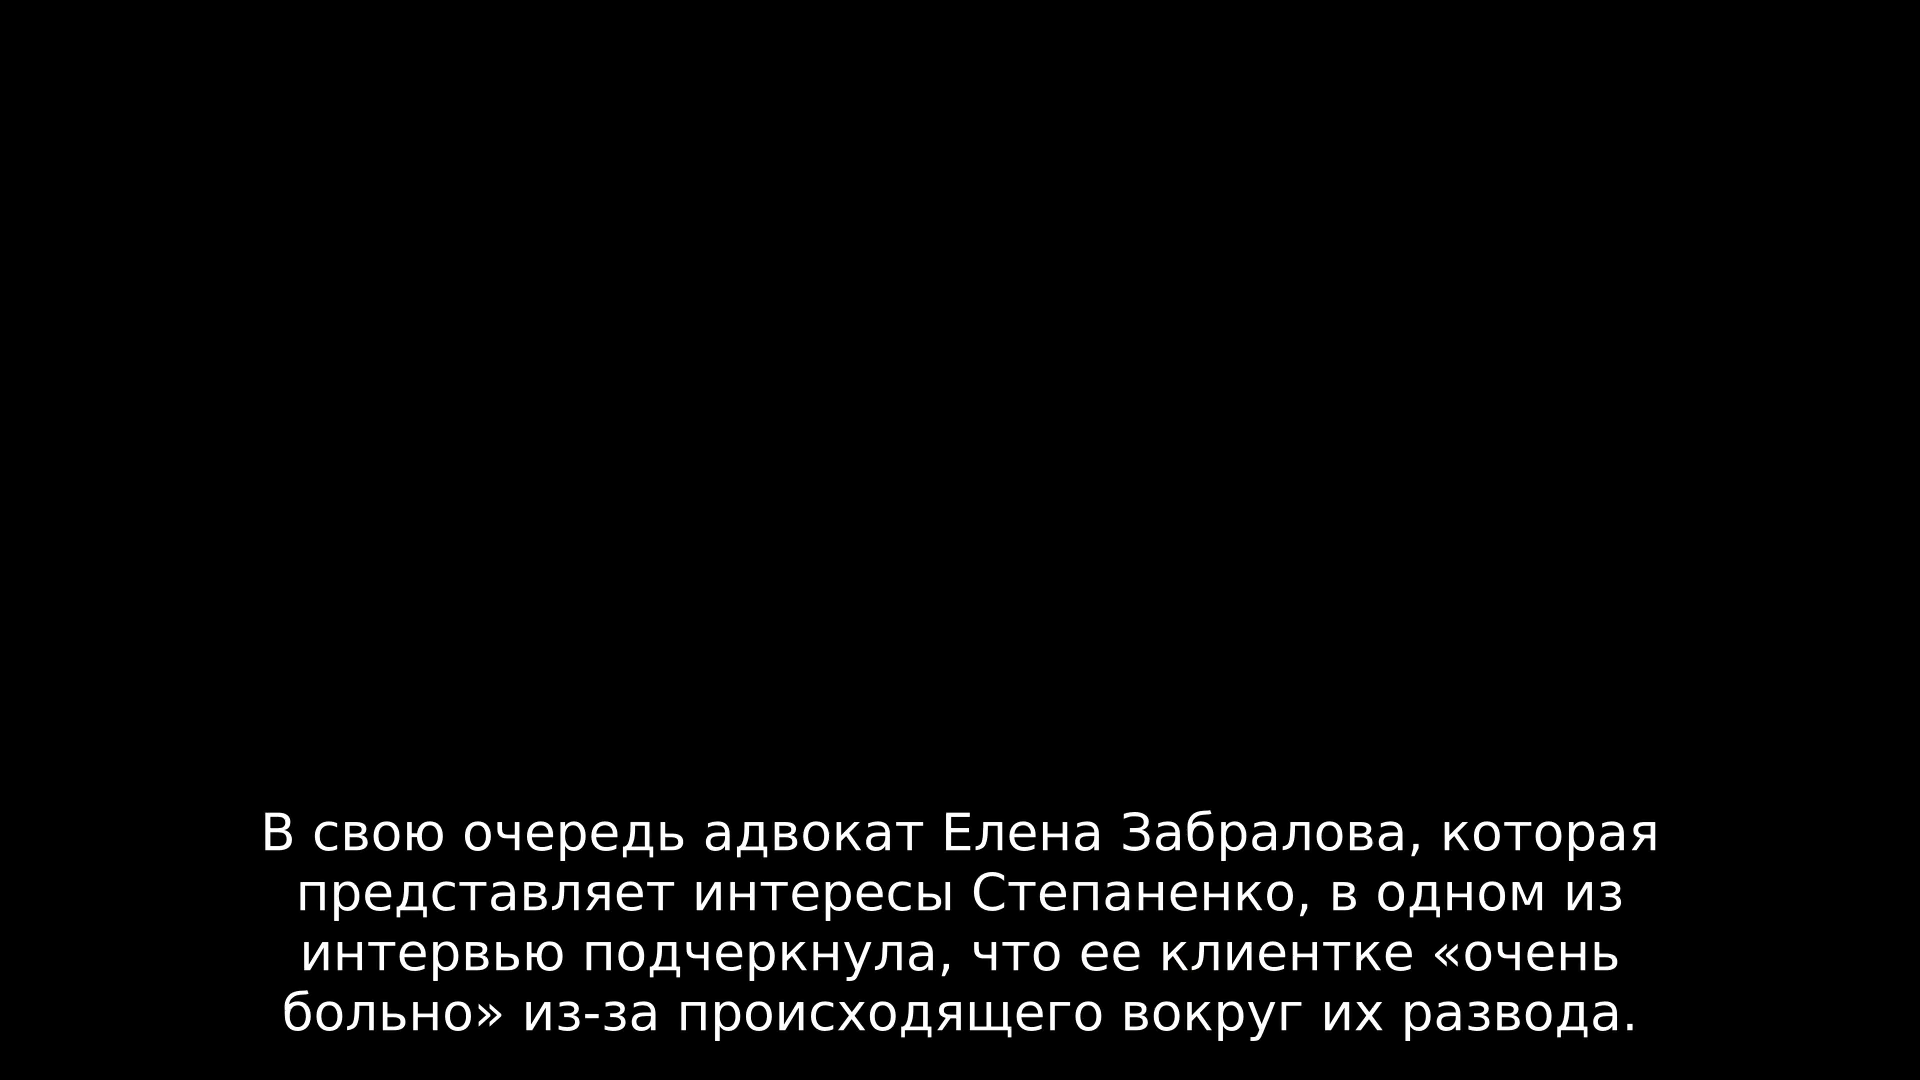 В свою очередь адвокат Елена Забралова, которая
представляет интересы Степаненко, в одном из
интервью подчеркнула, что ее клиентке «очень
больно» из-за происходящего вокруг их развода.